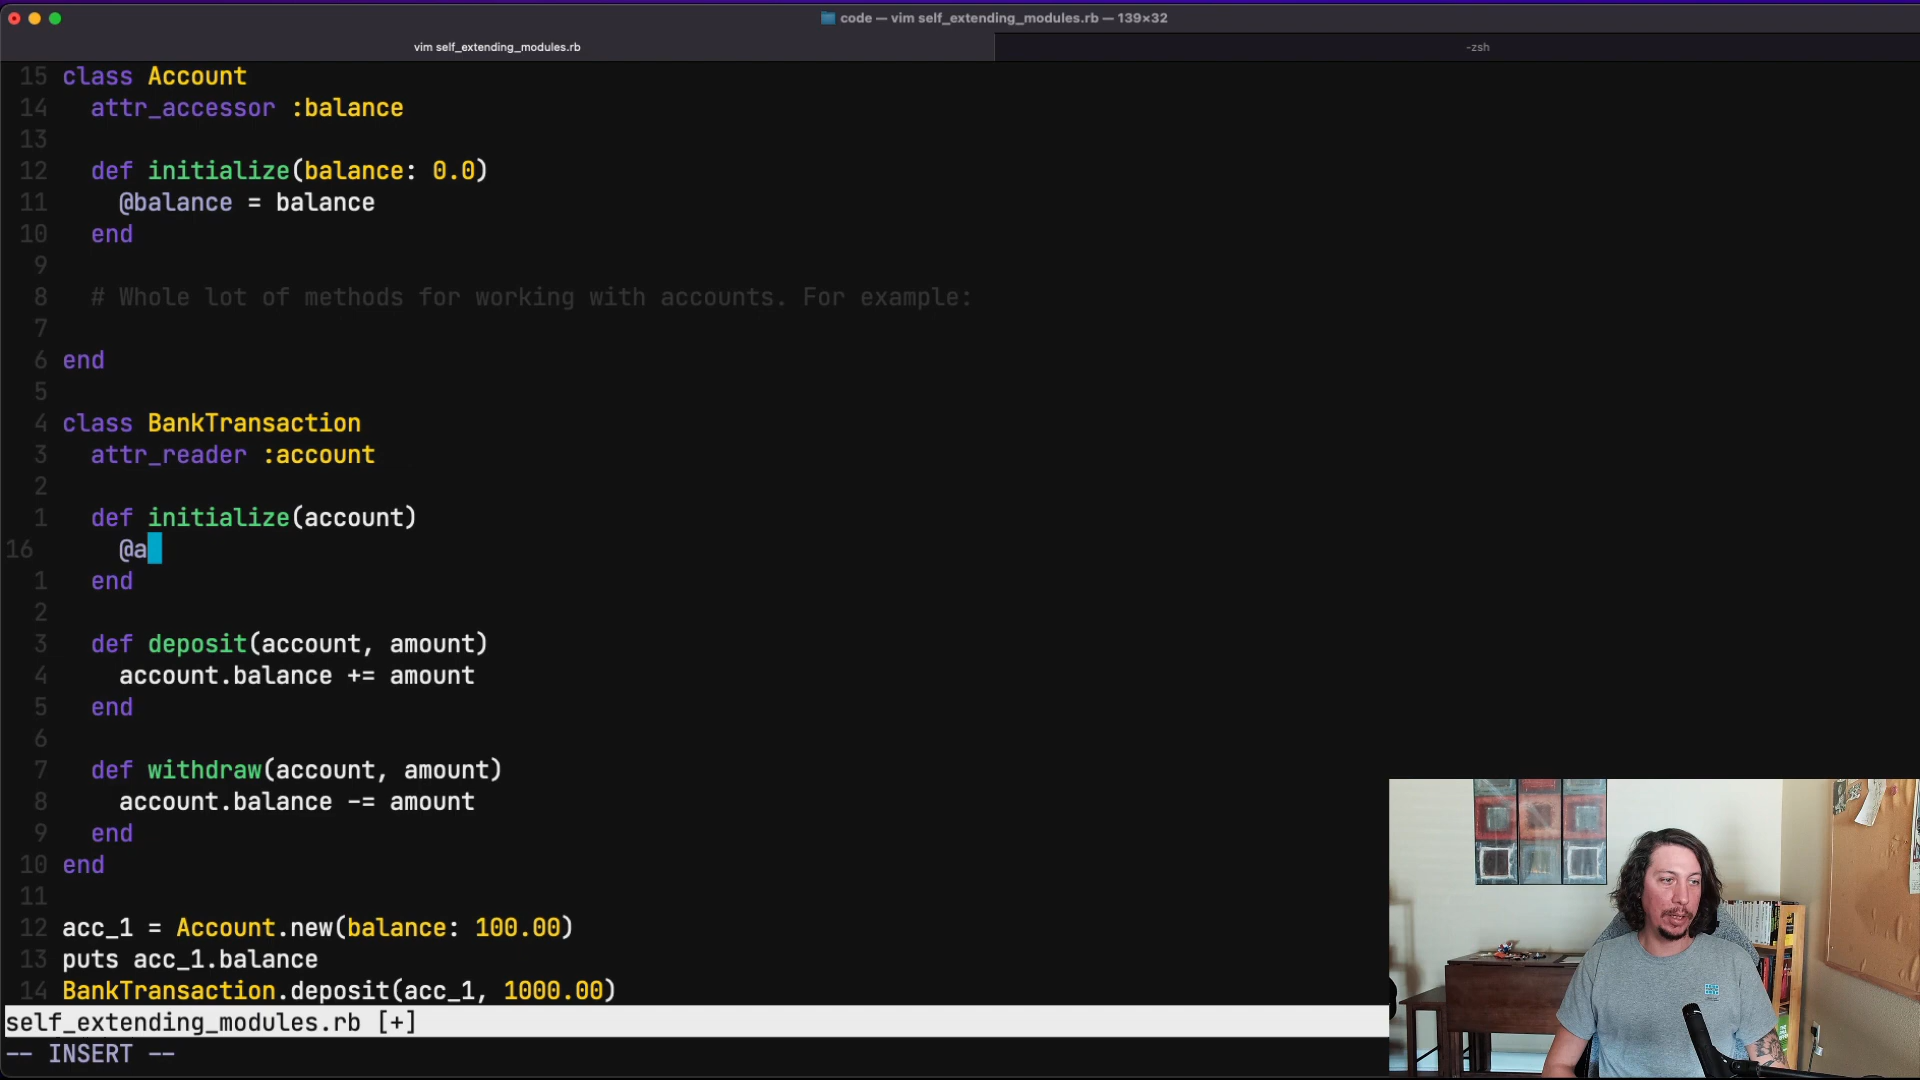 code — vim self_extending_modules.rb — 139×32
vim self_extending_modules.rb
-zsh
15 class Account
14 attr_accessor :balance
13
12 def initialize(balance: 0.0)
11 @balance = balance
10 end
9
8 # Whole lot of methods for working with accounts. For example:
7
6 end
5
4 class BankTransaction
3 attr_reader :account
2
1 def initialize(account)
16 @a
1 end
2
3 def deposit(account, amount)
4 account.balance += amount
5 end
6
7 def withdraw(account, amount)
8 account.balance -= amount
9 end
10 end
11
12 acc_1 = Account.new(balance: 100.00)
13 puts acc_1.balance
14 BankTransaction.deposit(acc_1, 1000.00)
self_extending_modules.rb [+]
-- INSERT --